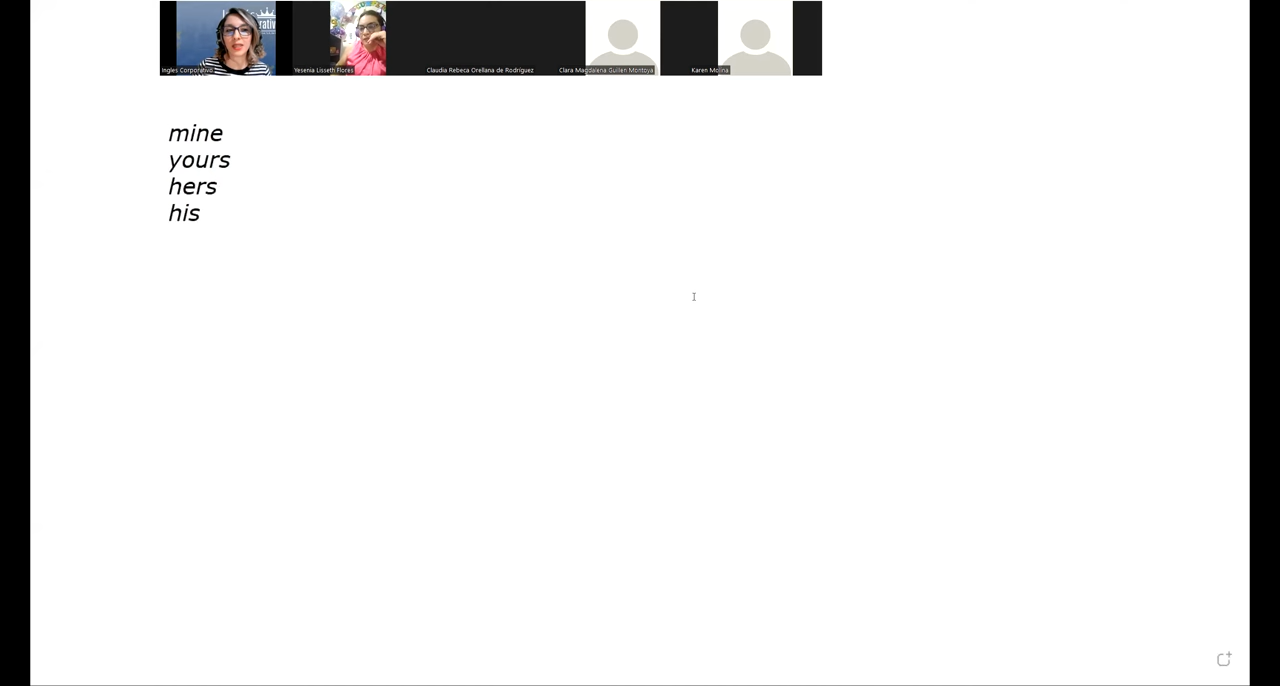 Ingles Corporativo
Yesenia Lisseth Flores
Claudia Rebeca Orellana de Rodríguez
Clara Magdalena Guillen Montoya
Karen Molina
mine
yours
hers
his